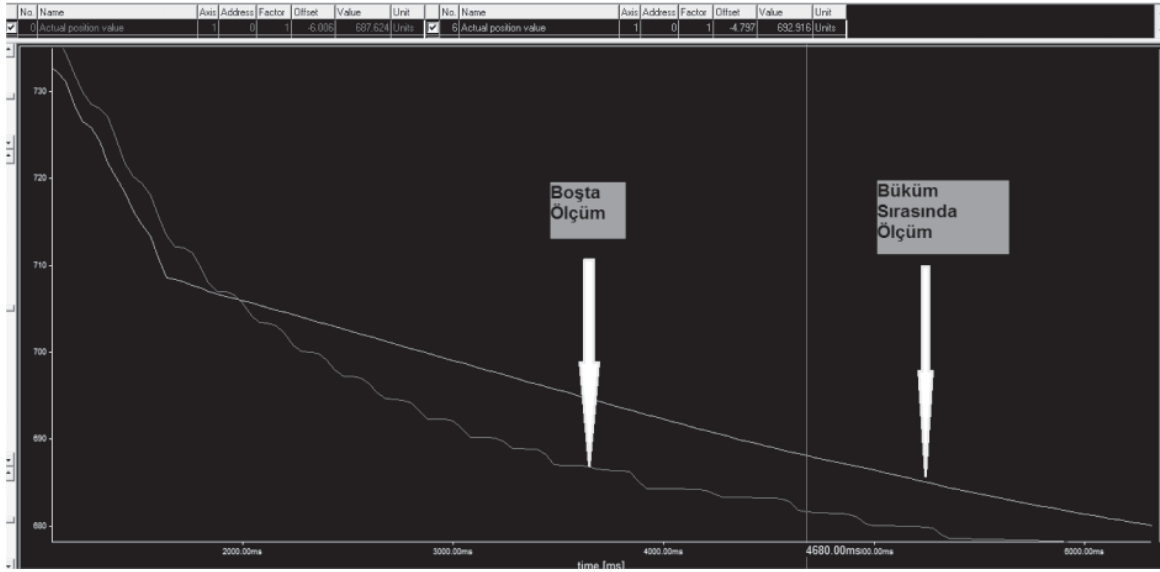 No. Name Axis Address Factor Offset Value Unit No. Name Axis Address Factor Offset Value Unit
0 Actual position value 1 0 1 -6.006 687.624 Units 6 Actual position value 1 0 1 -4.797 692.916 Units
730
720
Boşta
Ölçüm
Büküm
Sırasında
Ölçüm
710
700
690
680
2000.00ms 3000.00ms 4000.00ms 4680.00ms 6000.00ms
time [ms]